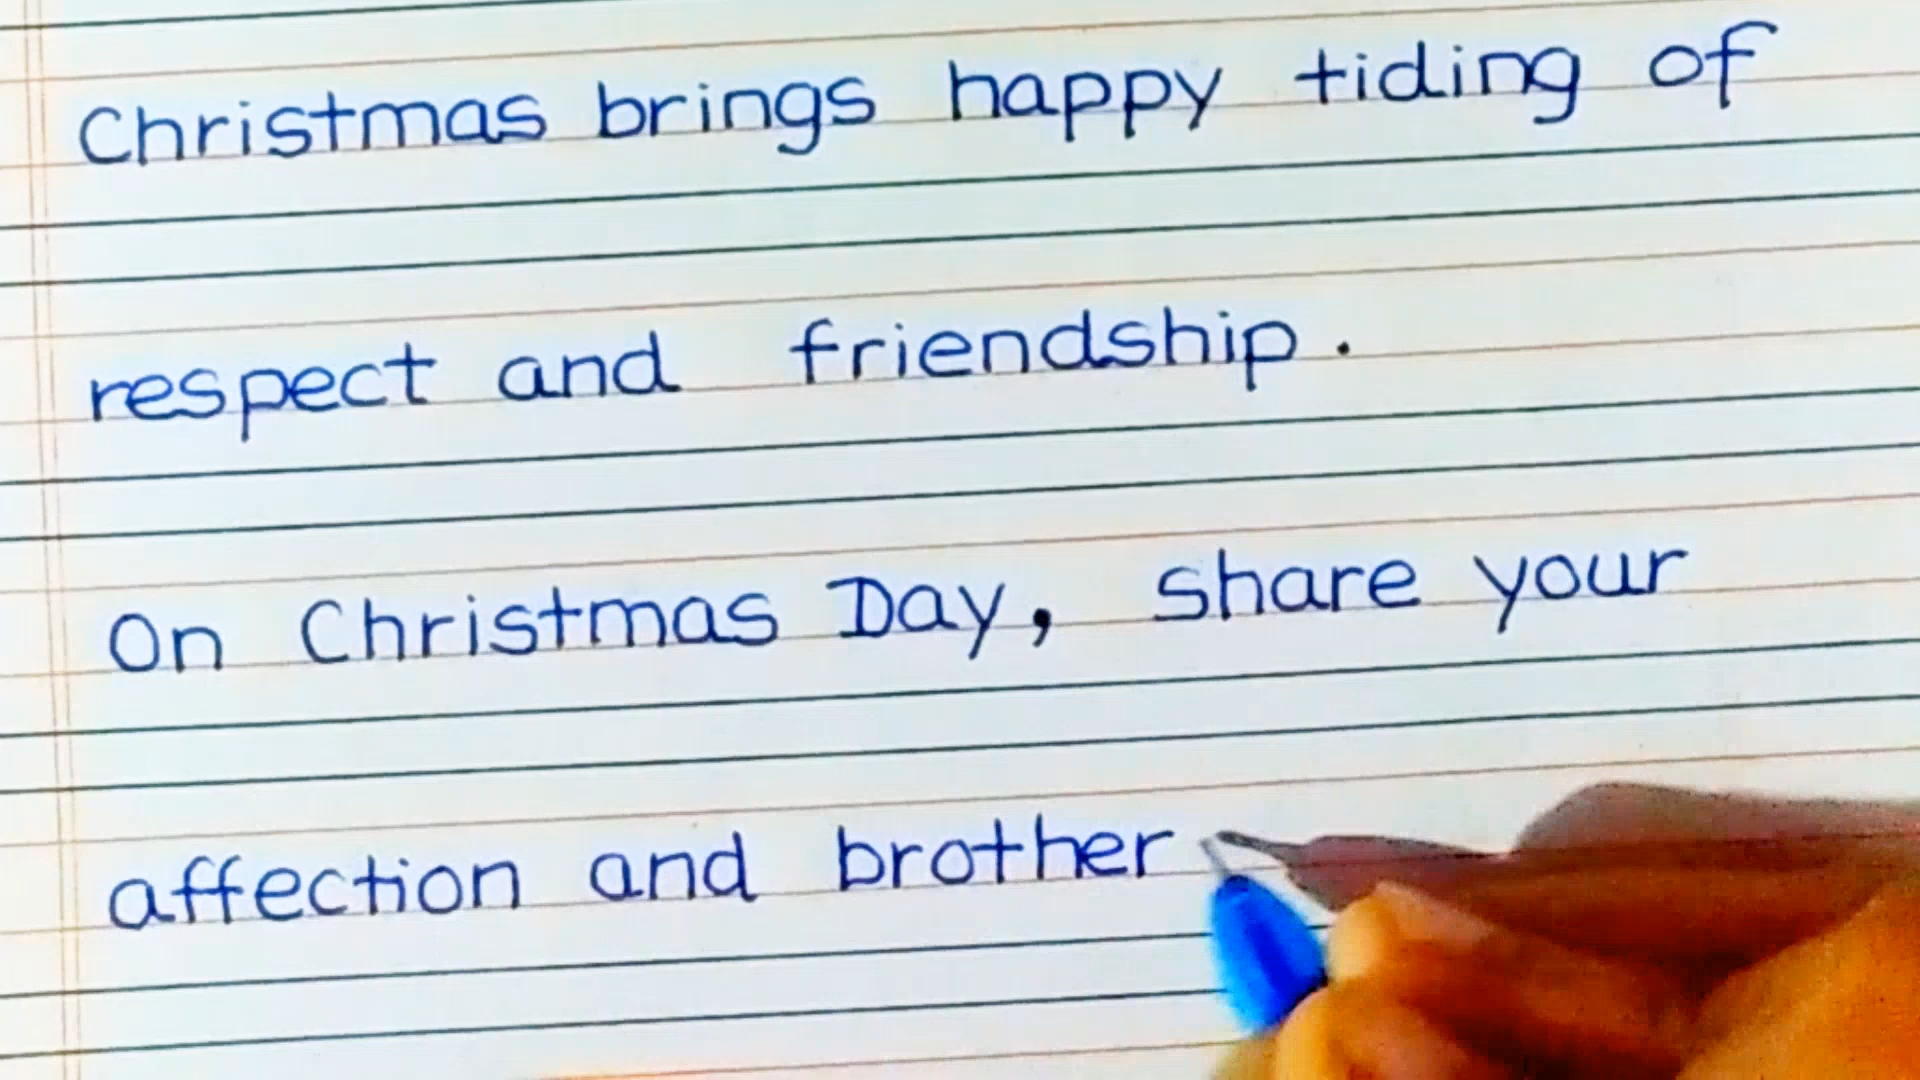 Christmas brings happy tiding of
respect and friendship.
On Christmas Day, share your
affection and brother